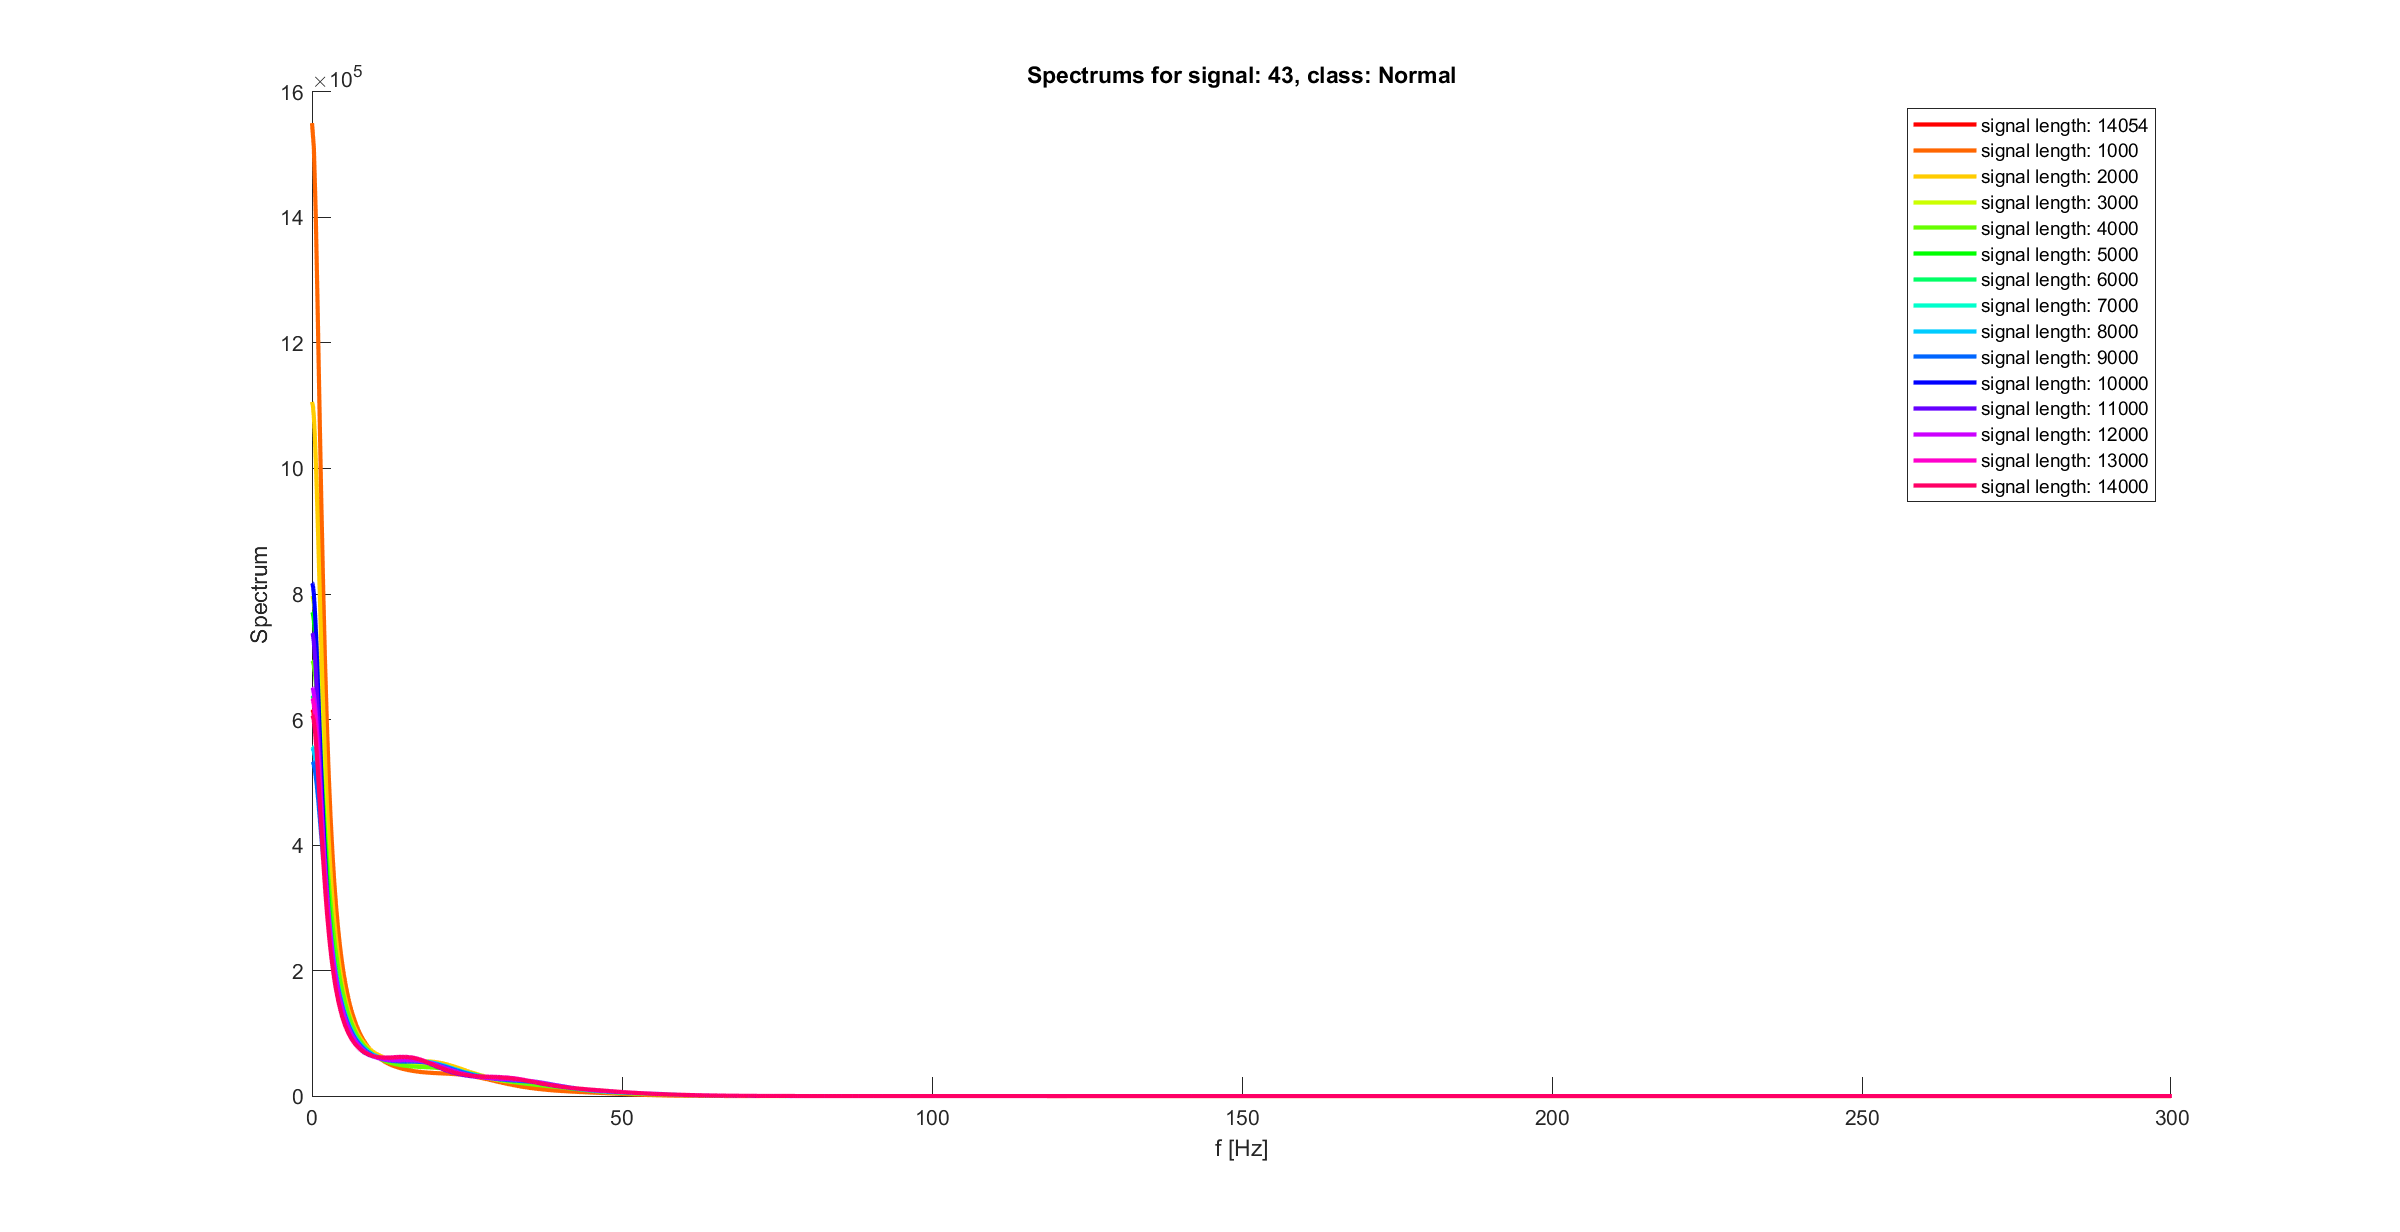 Spectrums for signal: 43, class: Normal
×10^5
16
14
12
10
8
6
4
2
0
Spectrum
0 50 100 150 200 250 300
f [Hz]
signal length: 14054
signal length: 1000
signal length: 2000
signal length: 3000
signal length: 4000
signal length: 5000
signal length: 6000
signal length: 7000
signal length: 8000
signal length: 9000
signal length: 10000
signal length: 11000
signal length: 12000
signal length: 13000
signal length: 14000